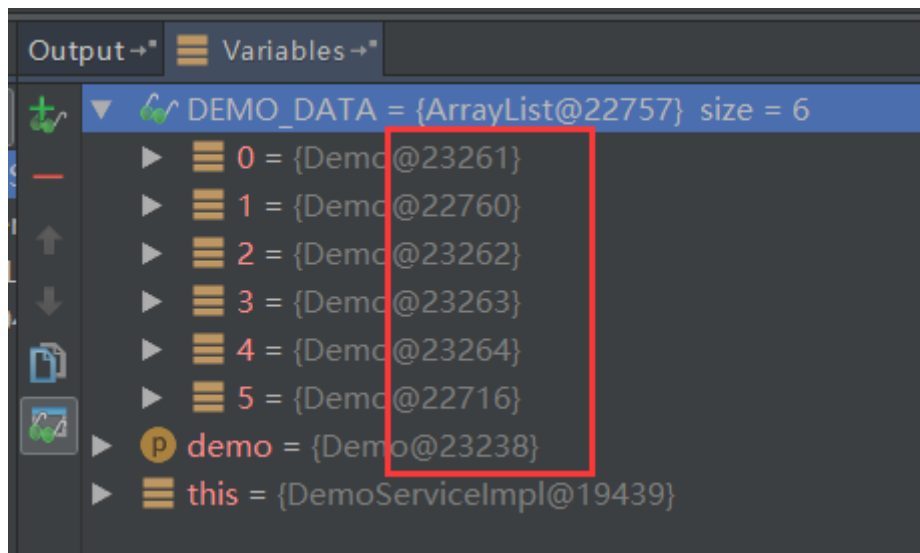 Output Variables
DEMO_DATA = {ArrayList@22757} size = 6
0 = {Demo@23261}
1 = {Demo@22760}
2 = {Demo@23262}
3 = {Demo@23263}
4 = {Demo@23264}
5 = {Demo@22716}
p demo = {Demo@23238}
this = {DemoServiceImpl@19439}